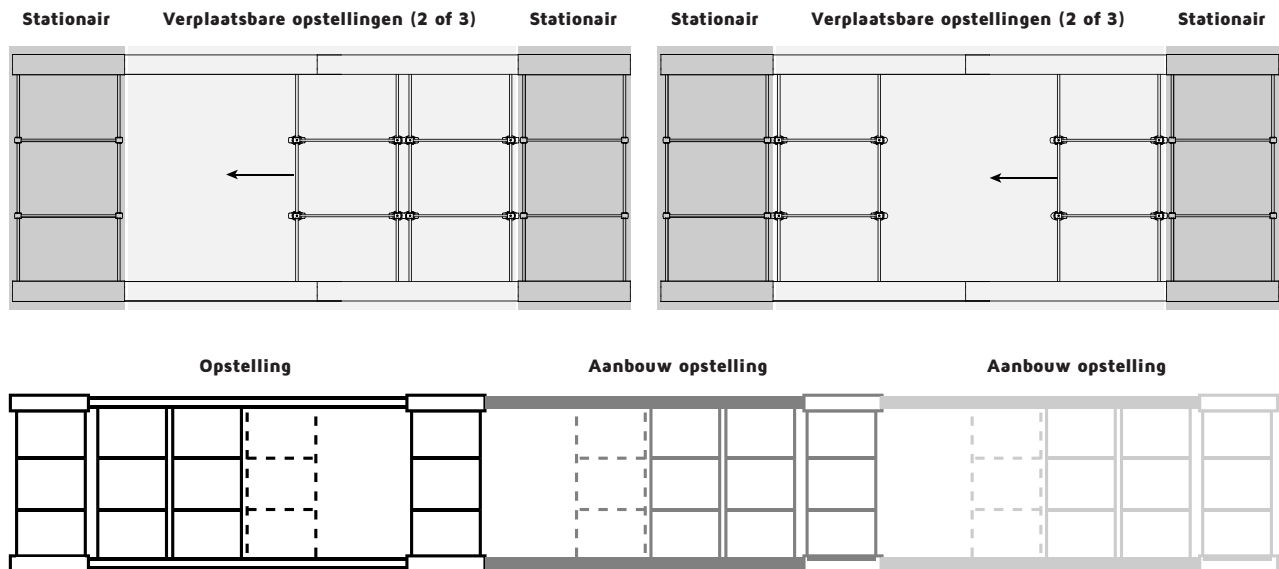 Stationair Verplaatsbare opstellingen (2 of 3) Stationair Stationair Verplaatsbare opstellingen (2 of 3) Stationair
Opstelling Aanbouw opstelling Aanbouw opstelling